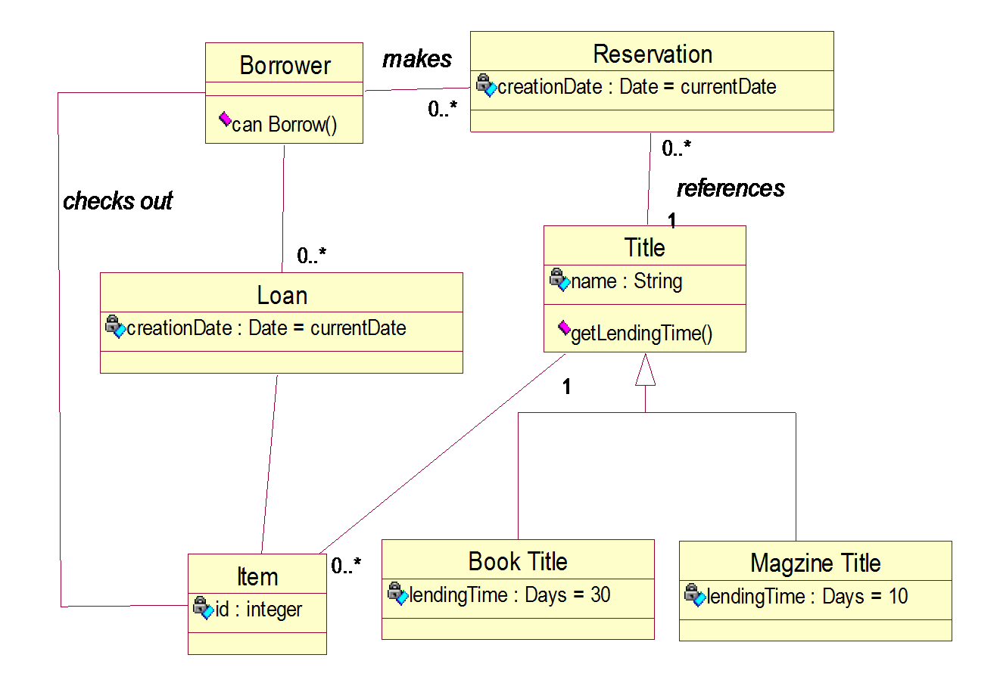 Borrower
can Borrow()
makes
0..*
Reservation
creationDate : Date = currentDate
0..*
references
1
checks out
0..*
Loan
creationDate : Date = currentDate
Title
name : String
getLendingTime()
1
0..*
Item
id : integer
Book Title
lendingTime : Days = 30
Magzine Title
lendingTime : Days = 10